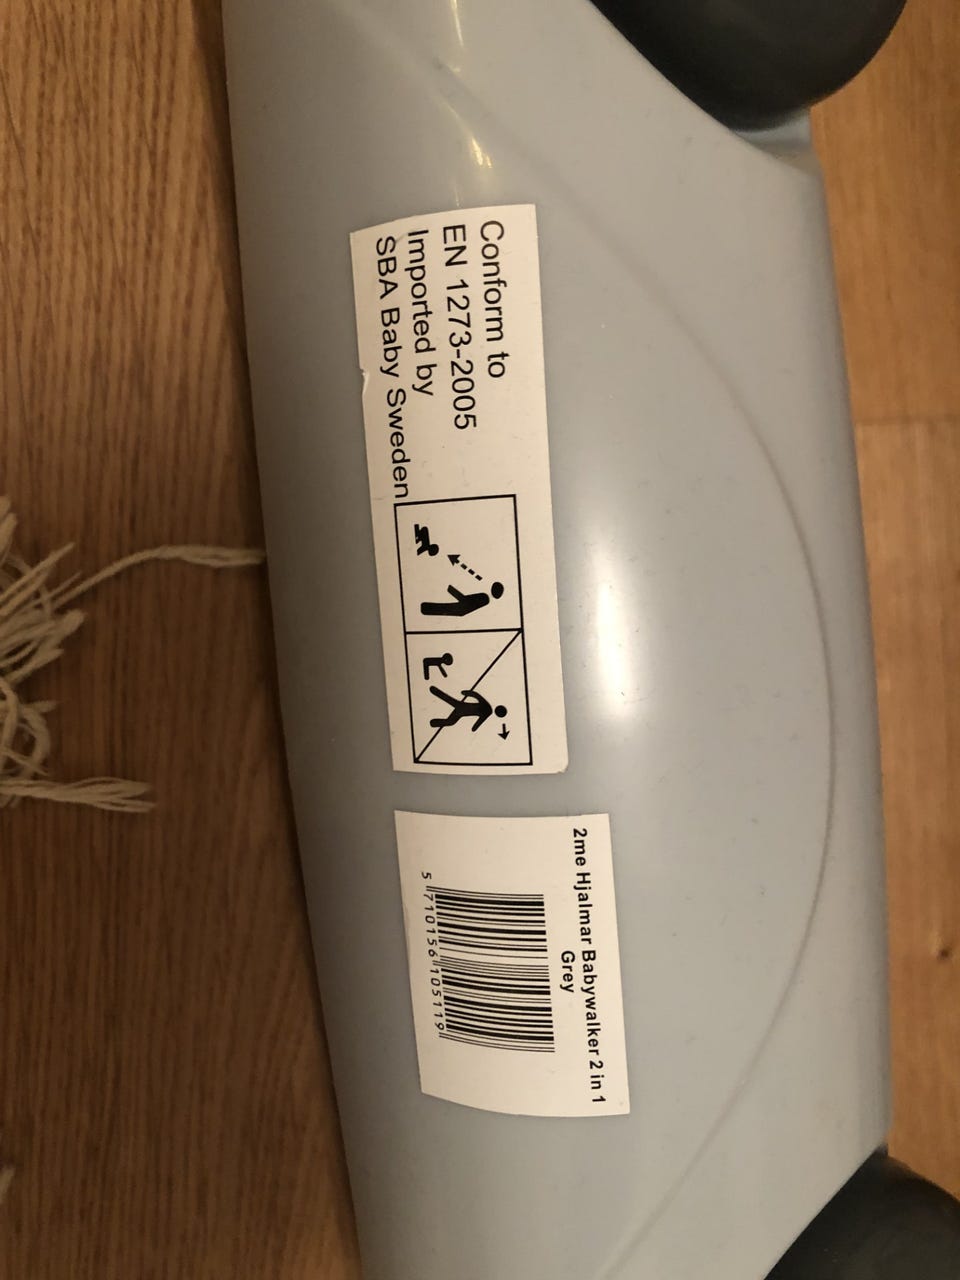 Conform to
EN 1273-2005
Imported by
SBA Baby Sweden
2me Hjalmar Babywalker 2 in 1
Grey
5 710156 105119